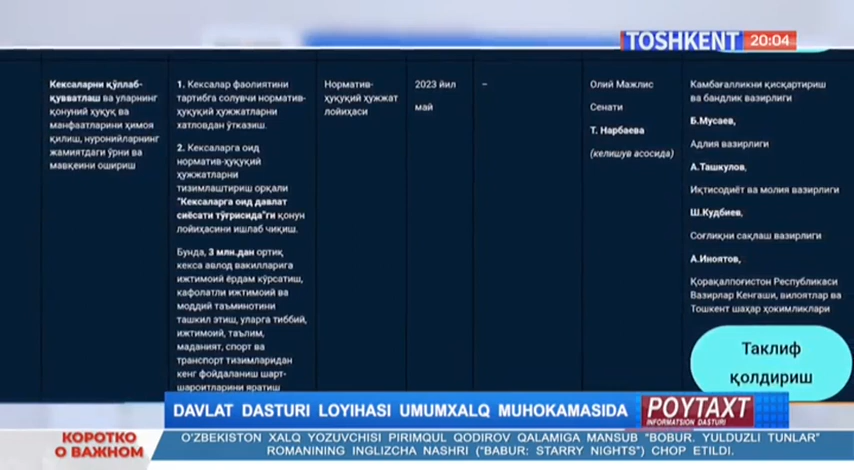 TOSHKENT 20:04
Кексаларни қўллаб-
қувватлаш ва уларнинг
қонуний ҳуқуқ ва
манфаатларини ҳимоя
қилиш, нуронийларнинг
жамиятдаги ўрни ва
мавқеини ошириш
1. Кексалар фаолиятини
тартибга солувчи норматив-
ҳуқуқий ҳужжатларни
хатловдан ўтказиш.
2. Кексаларга оид
норматив-ҳуқуқий
ҳужжатларни
тизимлаштириш орқали
"Кексаларга оид давлат
сиёсати тўғрисида"ги қонун
лойиҳасини ишлаб чиқиш.
Бунда, 3 млн.дан ортиқ
кекса авлод вакилларига
ижтимоий ёрдам кўрсатиш,
кафолатли ижтимоий ва
моддий таъминотини
ташкил этиш, уларга тиббий,
ижтимоий, таълим,
маданият, спорт ва
транспорт тизимларидан
кенг фойдаланиш шарт-
шароитларини яратиш
Норматив-
ҳуқуқий ҳужжат
лойиҳаси
2023 йил
май
–
Олий Мажлис
Сенати
Т. Нарбаева
(келишув асосида)
Камбағалликни қисқартириш
ва бандлик вазирлиги
Б.Мусаев,
Адлия вазирлиги
А.Ташкулов,
Иқтисодиёт ва молия вазирлиги
Ш.Кудбиев,
Соғлиқни сақлаш вазирлиги
А.Иноятов,
Қорақалпоғистон Республикаси
Вазирлар Кенгаши, вилоятлар ва
Тошкент шаҳар ҳокимликлари
Таклиф
қолдириш
DAVLAT DASTURI LOYIHASI UMUMXALQ MUHOKAMASIDA
POYTAXT
INFORMATSION DASTURI
КОРОТКО
О ВАЖНОМ
O'ZBEKISTON XALQ YOZUVCHISI PIRIMQUL QODIROV QALAMIGA MANSUB "BOBUR. YULDUZLI TUNLAR"
ROMANINING INGLIZCHA NASHRI ("BABUR: STARRY NIGHTS") CHOP ETILDI.